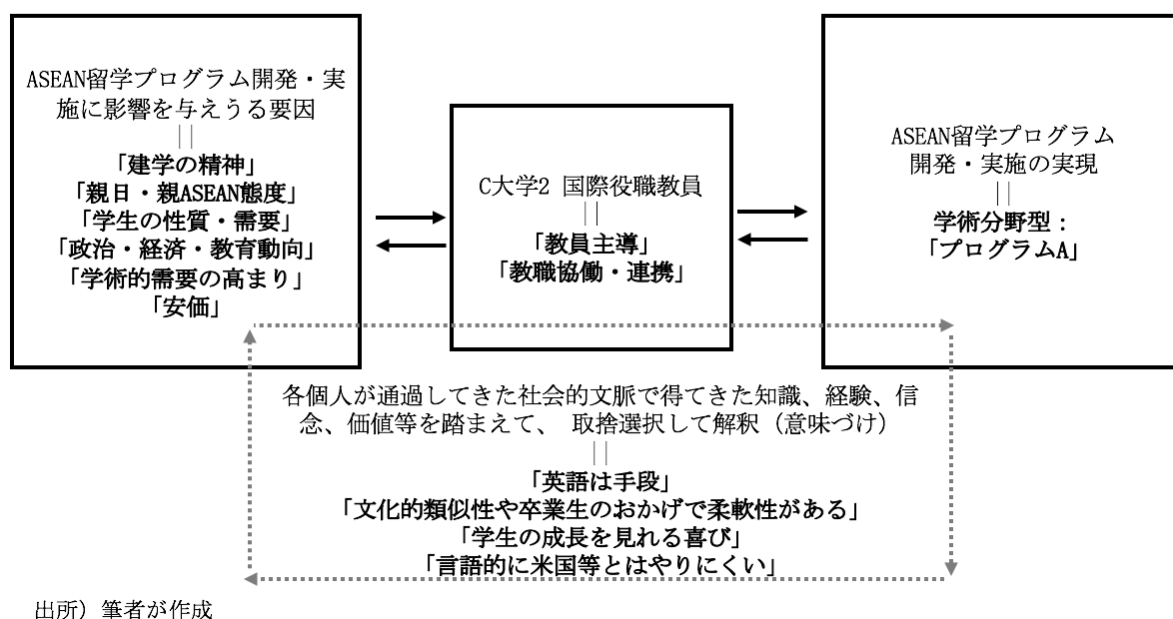 ASEAN留学プログラム開発・実
施に影響を与えうる要因
||
「建学の精神」
「親日・親ASEAN態度」
「学生の性質・需要」
「政治・経済・教育動向」
「学術的需要の高まり」
「安価」
C大学2 国際役職教員
||
「教員主導」
「教職協働・連携」
ASEAN留学プログラム
開発・実施の実現
||
学術分野型：
「プログラムA」
各個人が通過してきた社会的文脈で得てきた知識、経験、信
念、価値等を踏まえて、 取捨選択して解釈（意味づけ）
||
「英語は手段」
「文化的類似性や卒業生のおかげで柔軟性がある」
「学生の成長を見れる喜び」
「言語的に米国等とはやりにくい」
出所）筆者が作成